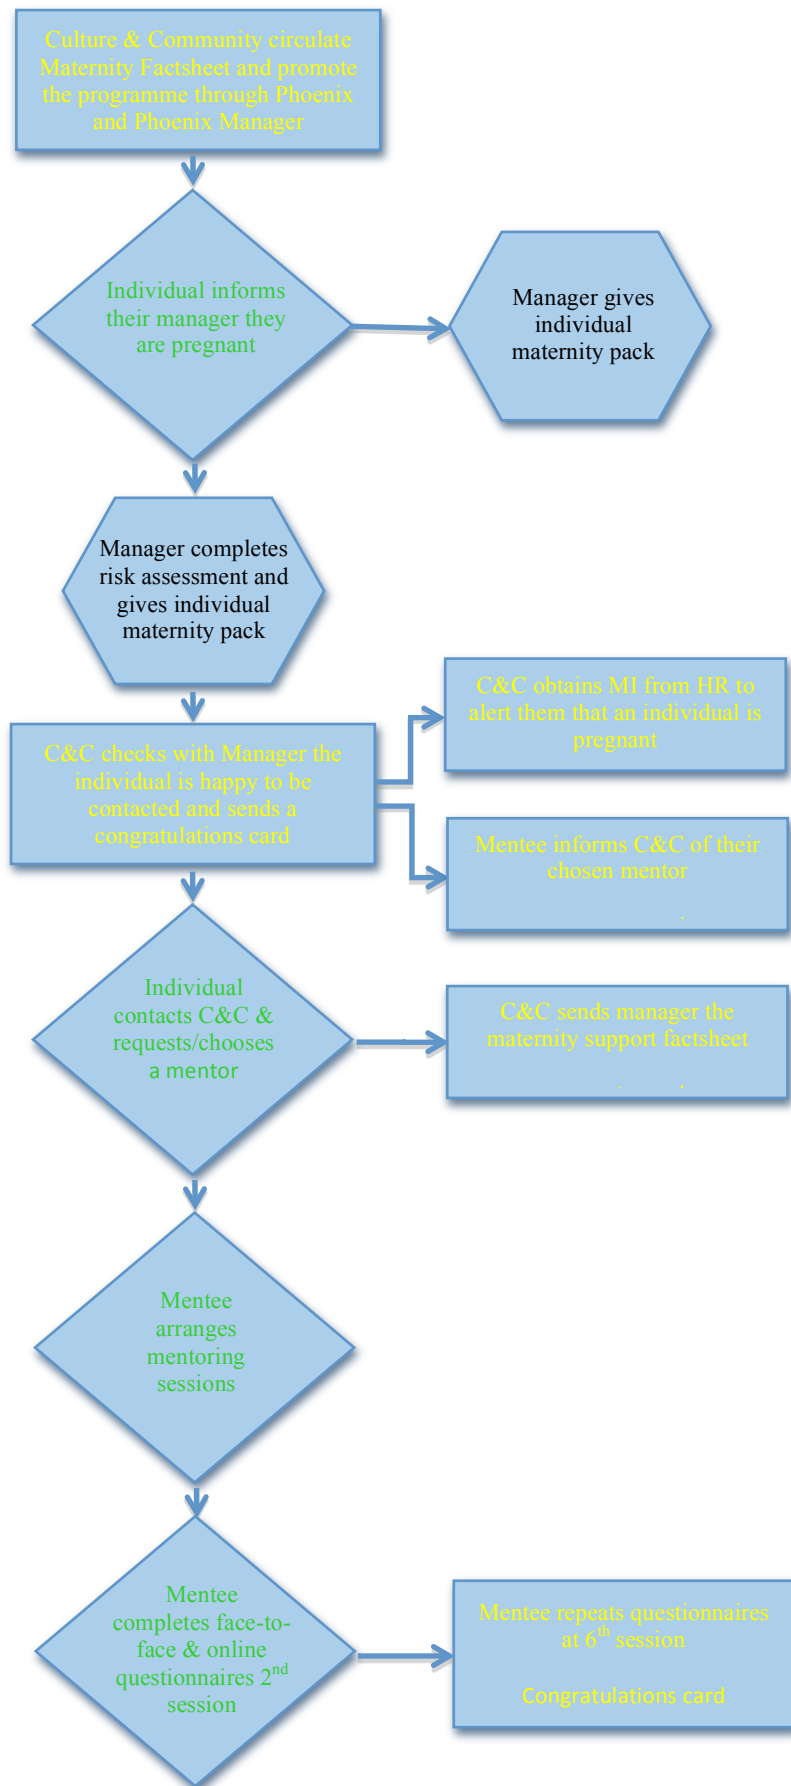 Culture & Community circulate
Maternity Factsheet and promote
the programme through Phoenix
and Phoenix Manager
Individual informs
their manager they
are pregnant
Manager gives
individual
maternity pack
Manager completes
risk assessment and
gives individual
maternity pack
C&C obtains MI from HR to
alert them that an individual is
pregnant
C&C checks with Manager the
individual is happy to be
contacted and sends a
congratulations card
Mentee informs C&C of their
chosen mentor
Individual
contacts C&C &
requests/chooses
a mentor
C&C sends manager the
maternity support factsheet
Mentee
arranges
mentoring
sessions
Mentee
completes face-to-
face & online
questionnaires 2nd
session
Mentee repeats questionnaires
at 6th session
Congratulations card